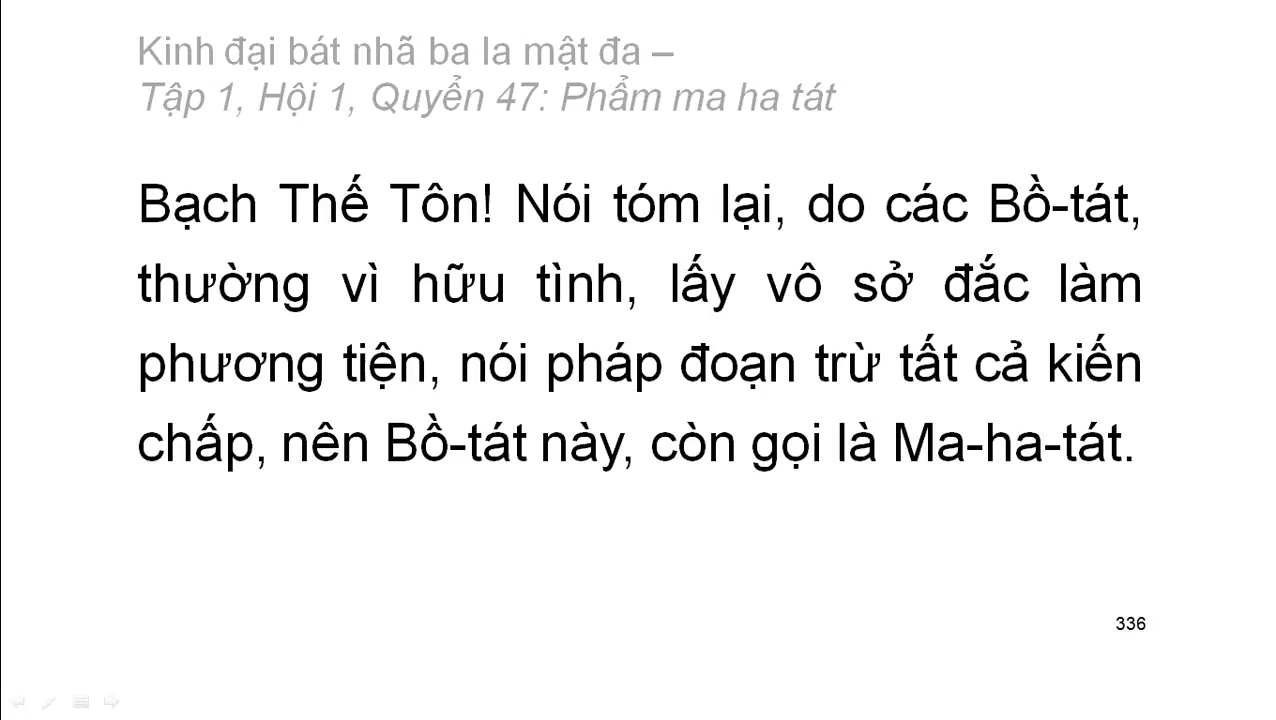 Kinh đại bát nhã ba la mật đa –
Tập 1, Hội 1, Quyển 47: Phẩm ma ha tát
Bạch Thế Tôn! Nói tóm lại, do các Bồ-tát,
thường vì hữu tình, lấy vô sở đắc làm
phương tiện, nói pháp đoạn trừ tất cả kiến
chấp, nên Bồ-tát này, còn gọi là Ma-ha-tát.
336